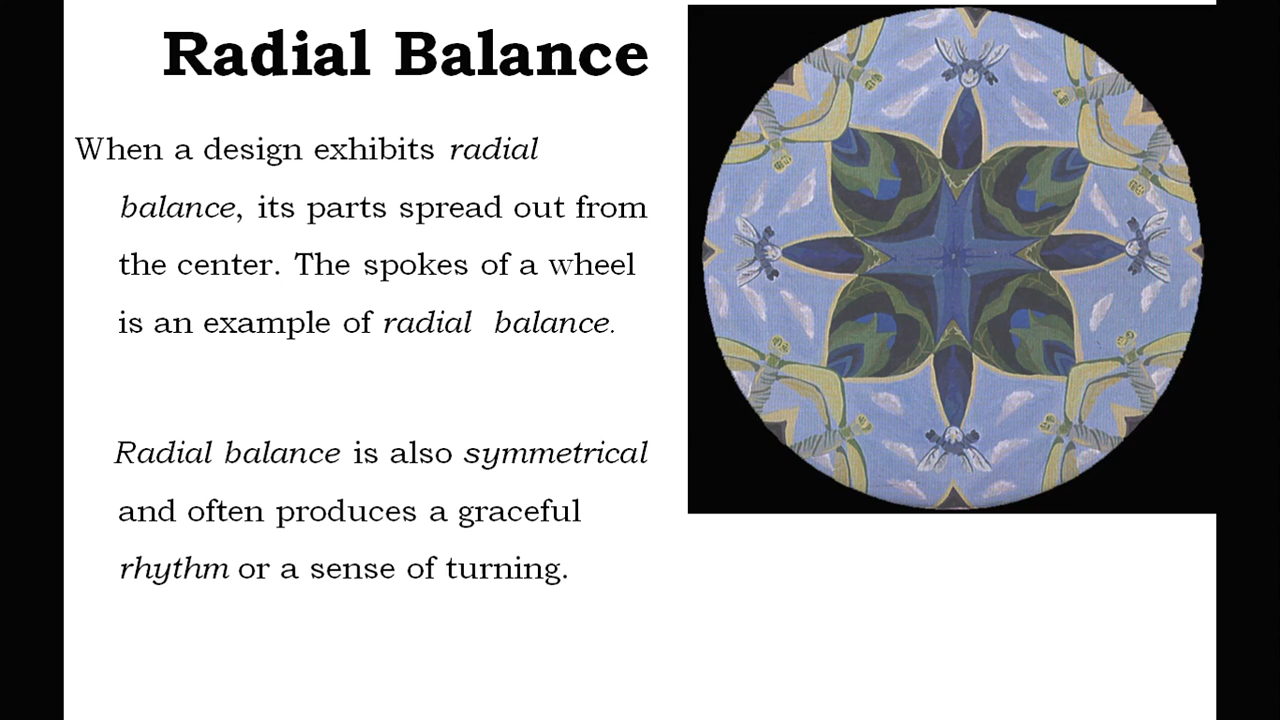 Radial Balance
When a design exhibits radial
balance, its parts spread out from
the center. The spokes of a wheel
is an example of radial balance.
Radial balance is also symmetrical
and often produces a graceful
rhythm or a sense of turning.